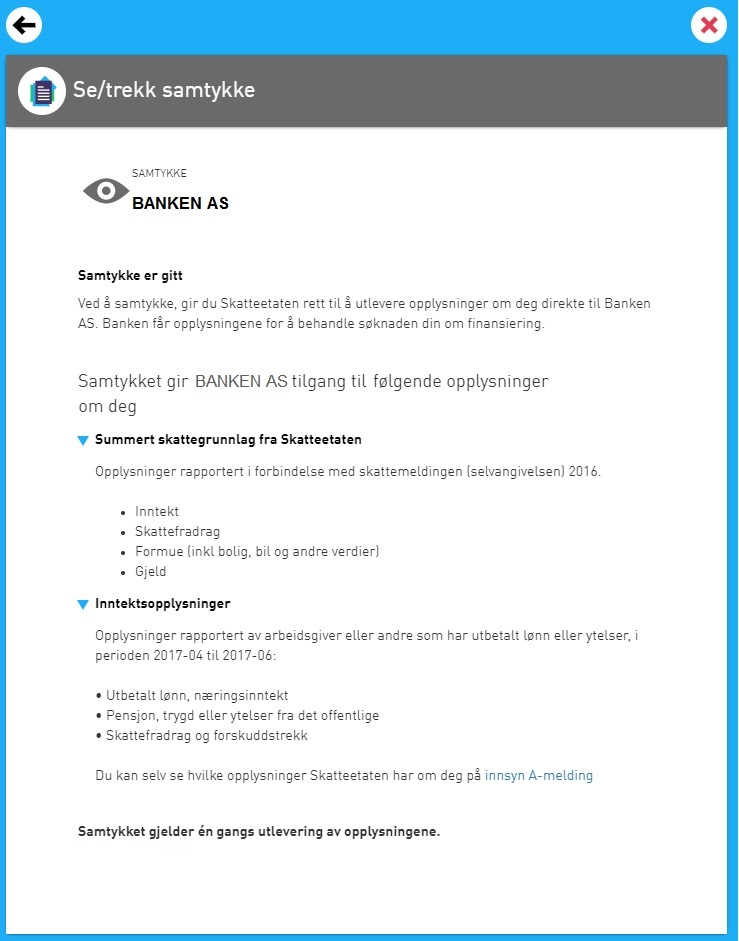 Se/trekk samtykke
SAMTYKKE
BANKEN AS
Samtykke er gitt
Ved å samtykke, gir du Skatteetaten rett til å utlevere opplysninger om deg direkte til Banken
AS. Banken får opplysningene for å behandle søknaden din om finansiering.
Samtykket gir BANKEN AS tilgang til følgende opplysninger
om deg
Summert skattegrunnlag fra Skatteetaten
Opplysninger rapportert i forbindelse med skattemeldingen (selvangivelsen) 2016.
• Inntekt
• Skattefradrag
• Formue (inkl bolig, bil og andre verdier)
• Gjeld
Inntektsopplysninger
Opplysninger rapportert av arbeidsgiver eller andre som har utbetalt lønn eller ytelser, i
perioden 2017-04 til 2017-06:
• Utbetalt lønn, næringsinntekt
• Pensjon, trygd eller ytelser fra det offentlige
• Skattefradrag og forskuddstrekk
Du kan selv se hvilke opplysninger Skatteetaten har om deg på innsyn A-melding
Samtykket gjelder én gangs utlevering av opplysningene.